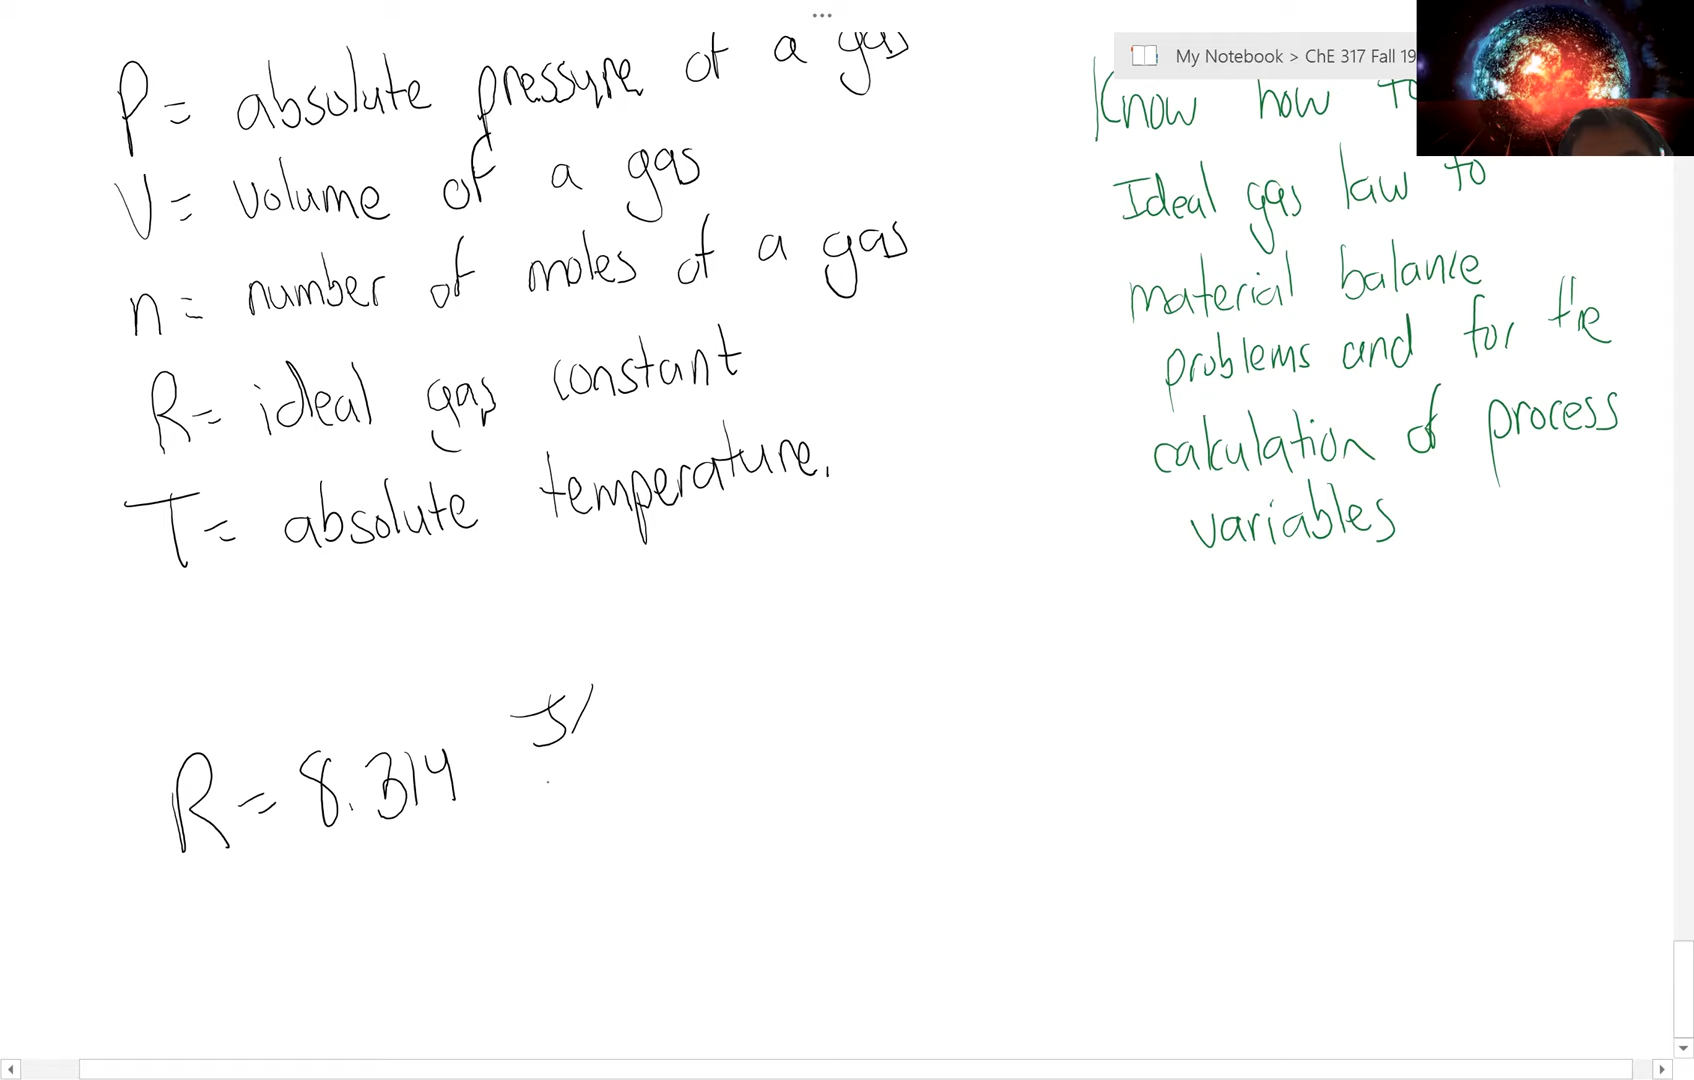 P = absolute pressure of a gas
V = volume of a gas
n = number of moles of a gas
R = ideal gas constant
T = absolute temperature.
R = 8.314 J/
My Notebook > ChE 317 Fall 19
Know how to
Ideal gas law to
material balance
problems and for the
calculation of process
variables